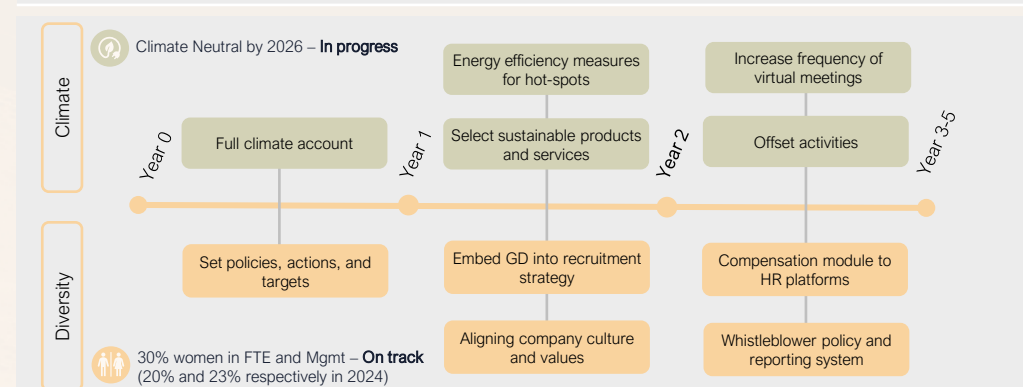 Climate
Climate Neutral by 2026 – In progress
Energy efficiency measures
for hot-spots
Increase frequency of
virtual meetings
Year 0
Full climate account
Year 1
Select sustainable products
and services
Year 2
Offset activities
Year 3-5
Diversity
Set policies, actions, and
targets
Embed GD into recruitment
strategy
Compensation module to
HR platforms
Aligning company culture
and values
Whistleblower policy and
reporting system
30% women in FTE and Mgmt – On track
(20% and 23% respectively in 2024)